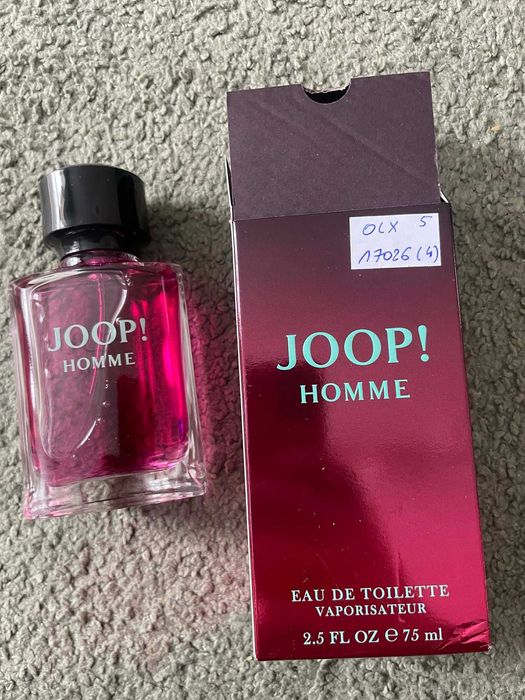 JOOP!
HOMME
OLX 5
17026 (4)
JOOP!
HOMME
EAU DE TOILETTE
VAPORISATEUR
2.5 FL OZ ℮ 75 ml